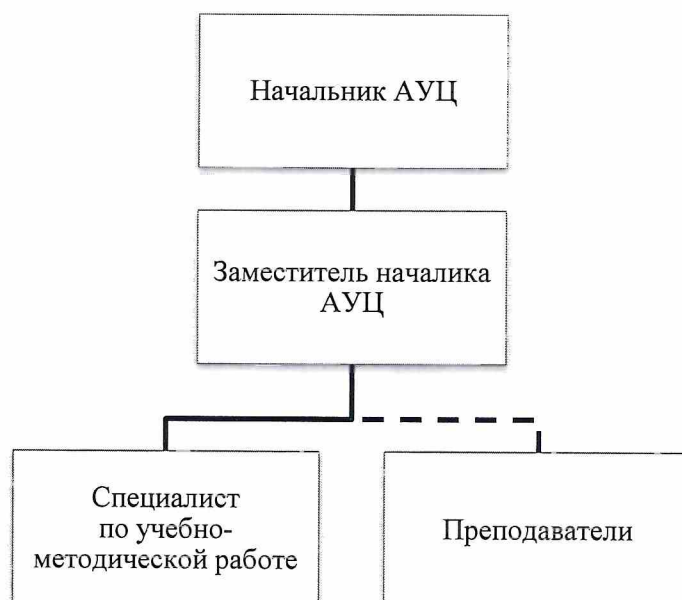 Начальник АУЦ
Заместитель началика
АУЦ
Специалист
по учебно-
методической работе
Преподаватели